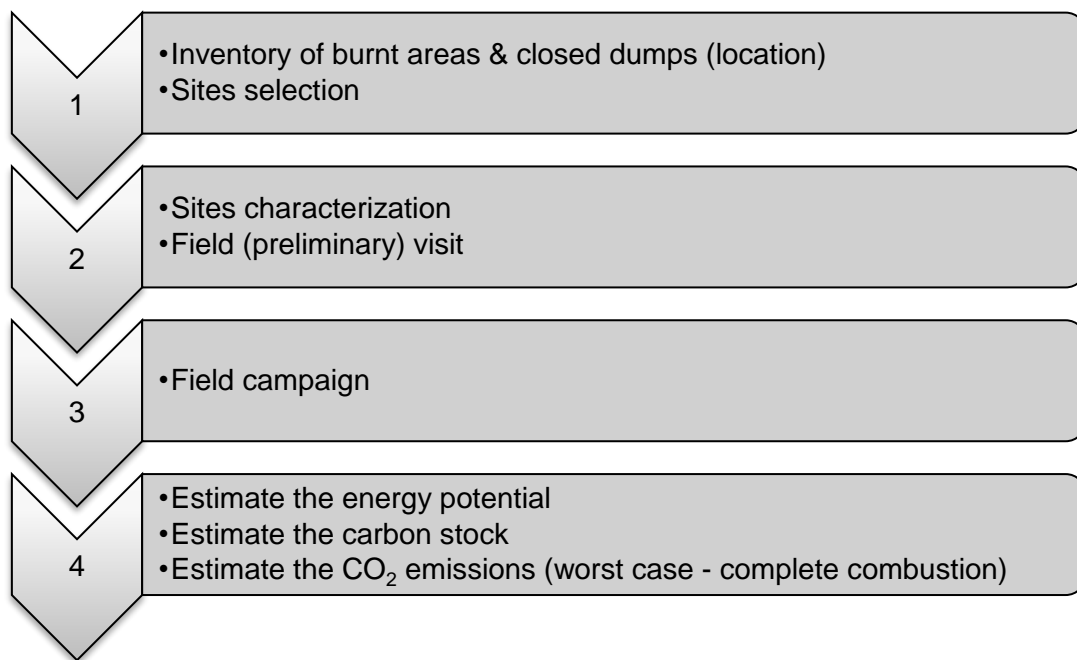 1
•Inventory of burnt areas & closed dumps (location)
•Sites selection
2
•Sites characterization
•Field (preliminary) visit
3
•Field campaign
4
•Estimate the energy potential
•Estimate the carbon stock
•Estimate the CO₂ emissions (worst case - complete combustion)